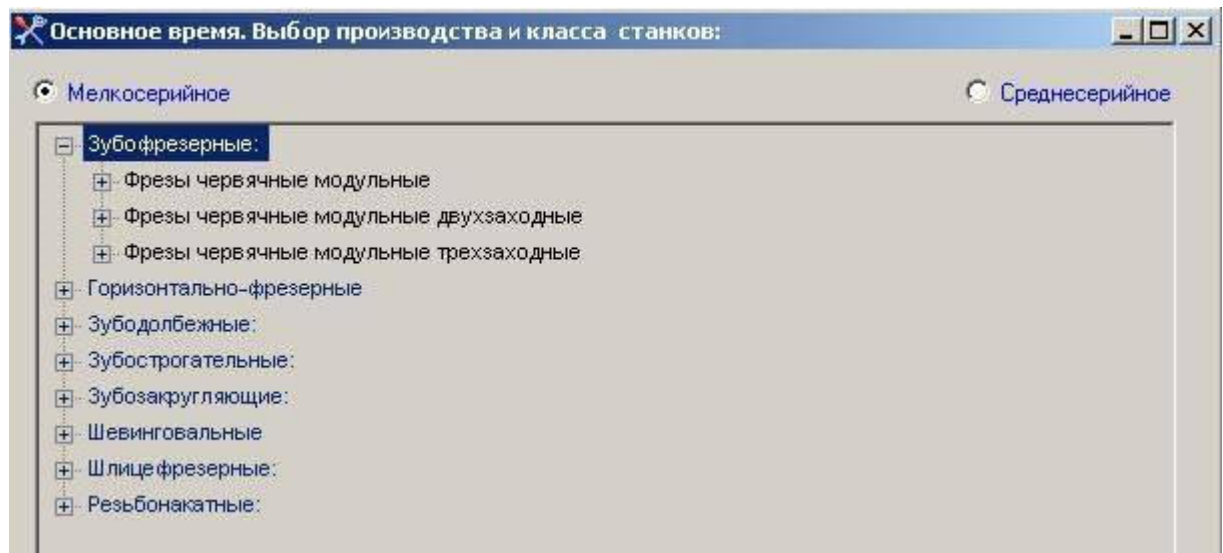 Основное время. Выбор производства и класса станков:
Мелкосерийное Среднесерийное
Зубофрезерные:
Фрезы червячные модульные
Фрезы червячные модульные двухзаходные
Фрезы червячные модульные трехзаходные
Горизонтально-фрезерные
Зубодолбежные:
Зубострогательные:
Зубозакругляющие:
Шевинговальные
Шлицефрезерные:
Резьбонакатные: